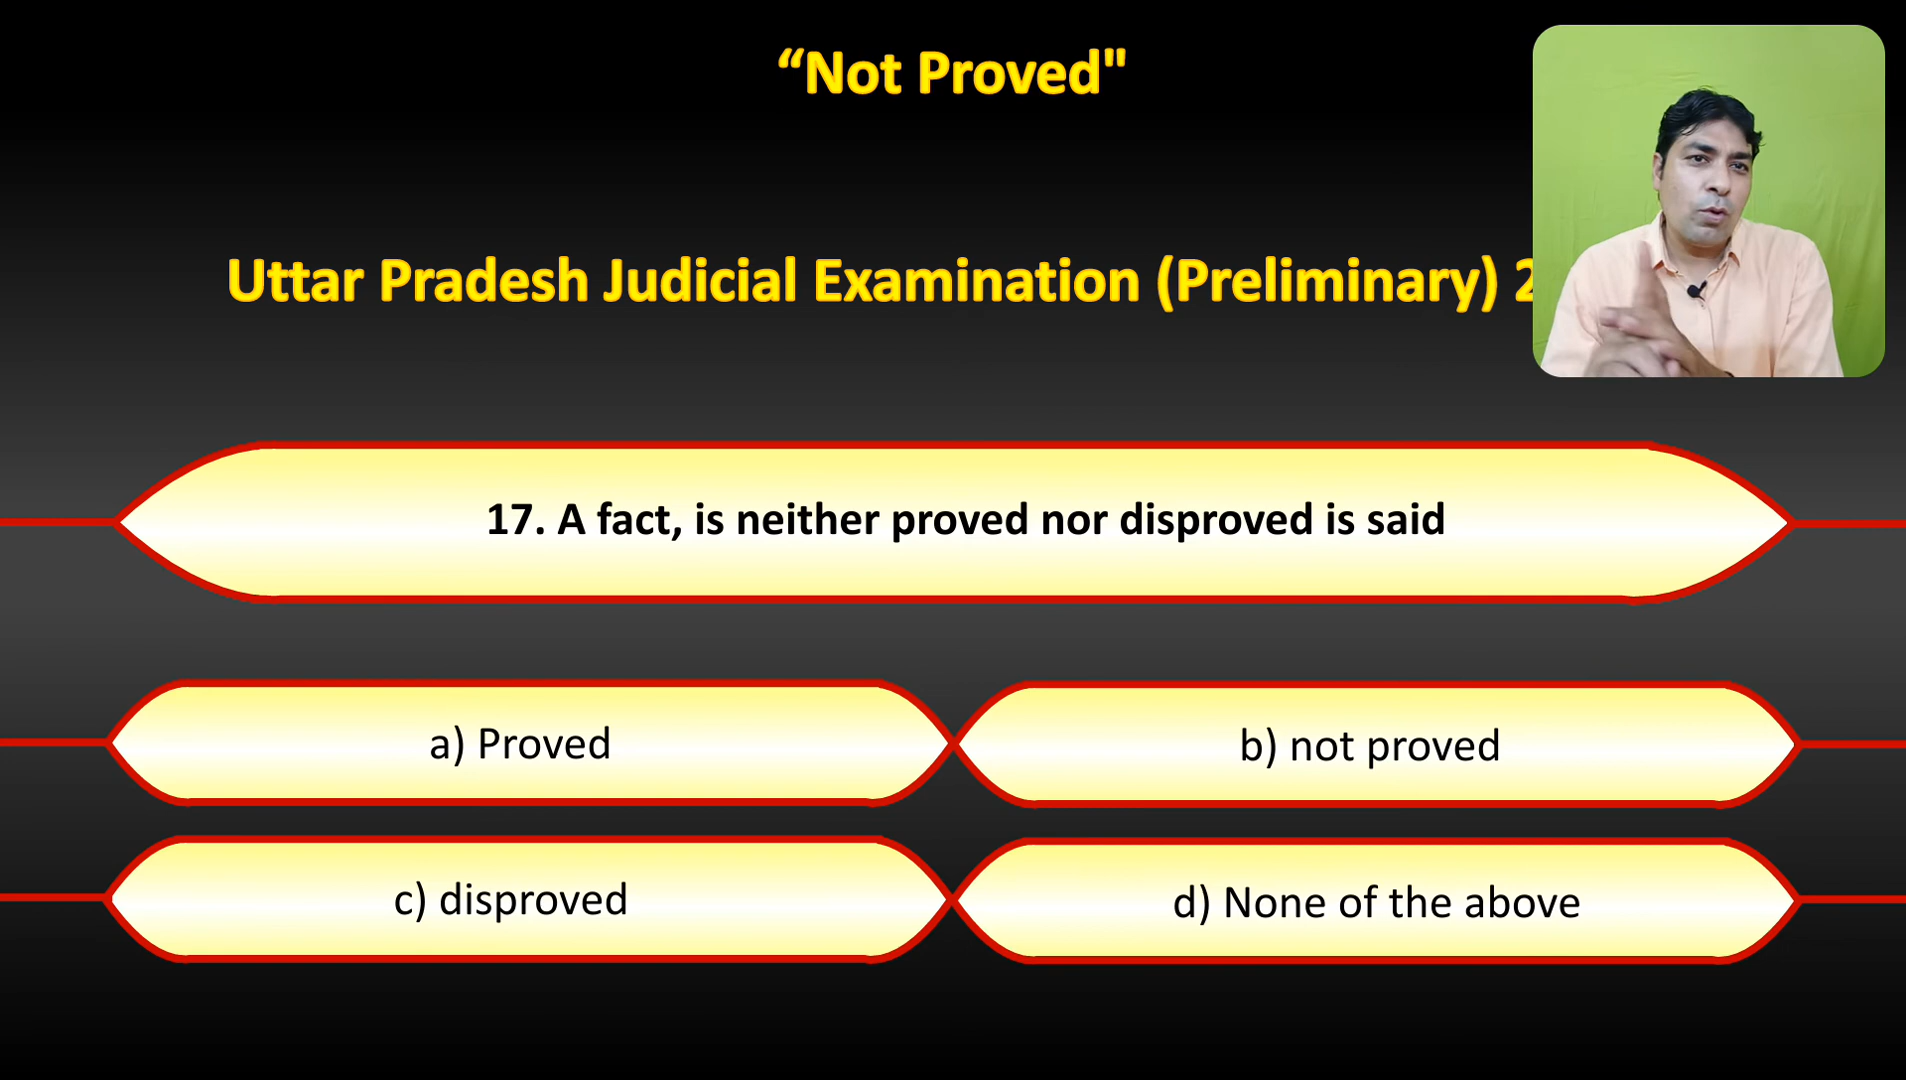 “Not Proved"
Uttar Pradesh Judicial Examination (Preliminary)
17. A fact, is neither proved nor disproved is said
a) Proved
b) not proved
c) disproved
d) None of the above